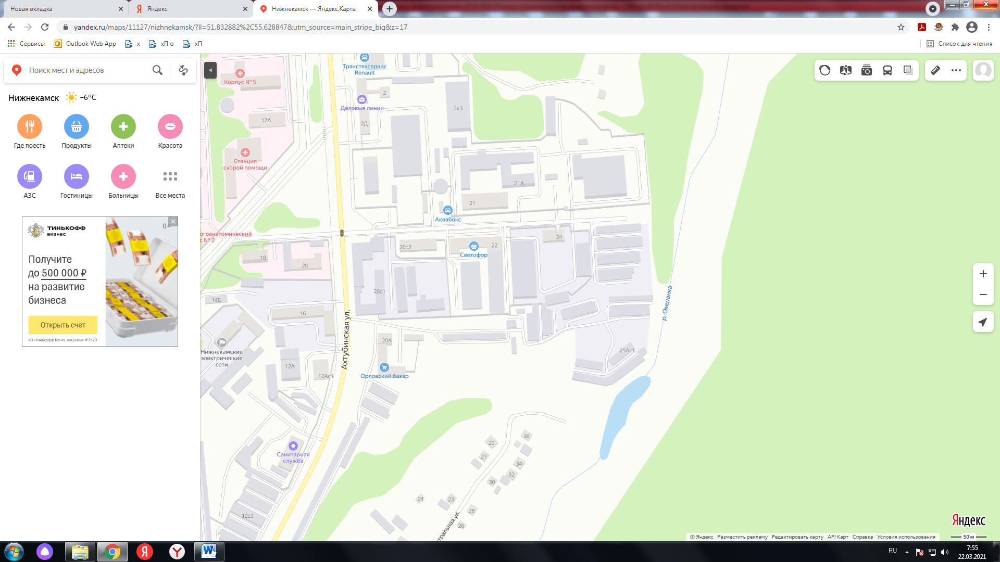 Новая вкладка
Яндекс
Нижнекамск — Яндекс.Карты
yandex.ru/maps/11127/nizhnekamsk/?ll=51.832882%2C55.628847&utm_source=main_stripe_big&z=17
Сервисы
Outlook Web App
х
хП о
хП
Список для чтения
Поиск мест и адресов
Нижнекамск
−6°C
Где поесть
Продукты
Аптеки
Красота
АЗС
Гостиницы
Больницы
Все места
ТИНЬКОФФ
БИЗНЕС
0+
Получите
до 500 000 ₽
на развитие
бизнеса
Открыть счет
АО «Тинькофф Банк», лицензия №2673
Транстехсервис
Renault
Корпус № 5
2
Деловые линии
2к3
17А
2Д
Станция
скорой помощи
21А
21
Аквабокс
огоанатомический
с № 2
24
20с2
22
Светофор
18
20
20с1
14Б
16
р. Омшанка
Ахтубинская ул.
20А
Нижнекамские
электрические
сети
25Ас1
12А
12Ас1
Орловский базар
36
29
Санитарная
служба
27
34
32
30
21
23
28
12с3
26
тральная ул.
Яндекс
© Яндекс
Разместить рекламу
Редактировать карту
API Карт
Справка
Условия использования
50 м
RU
7:55
22.03.2021